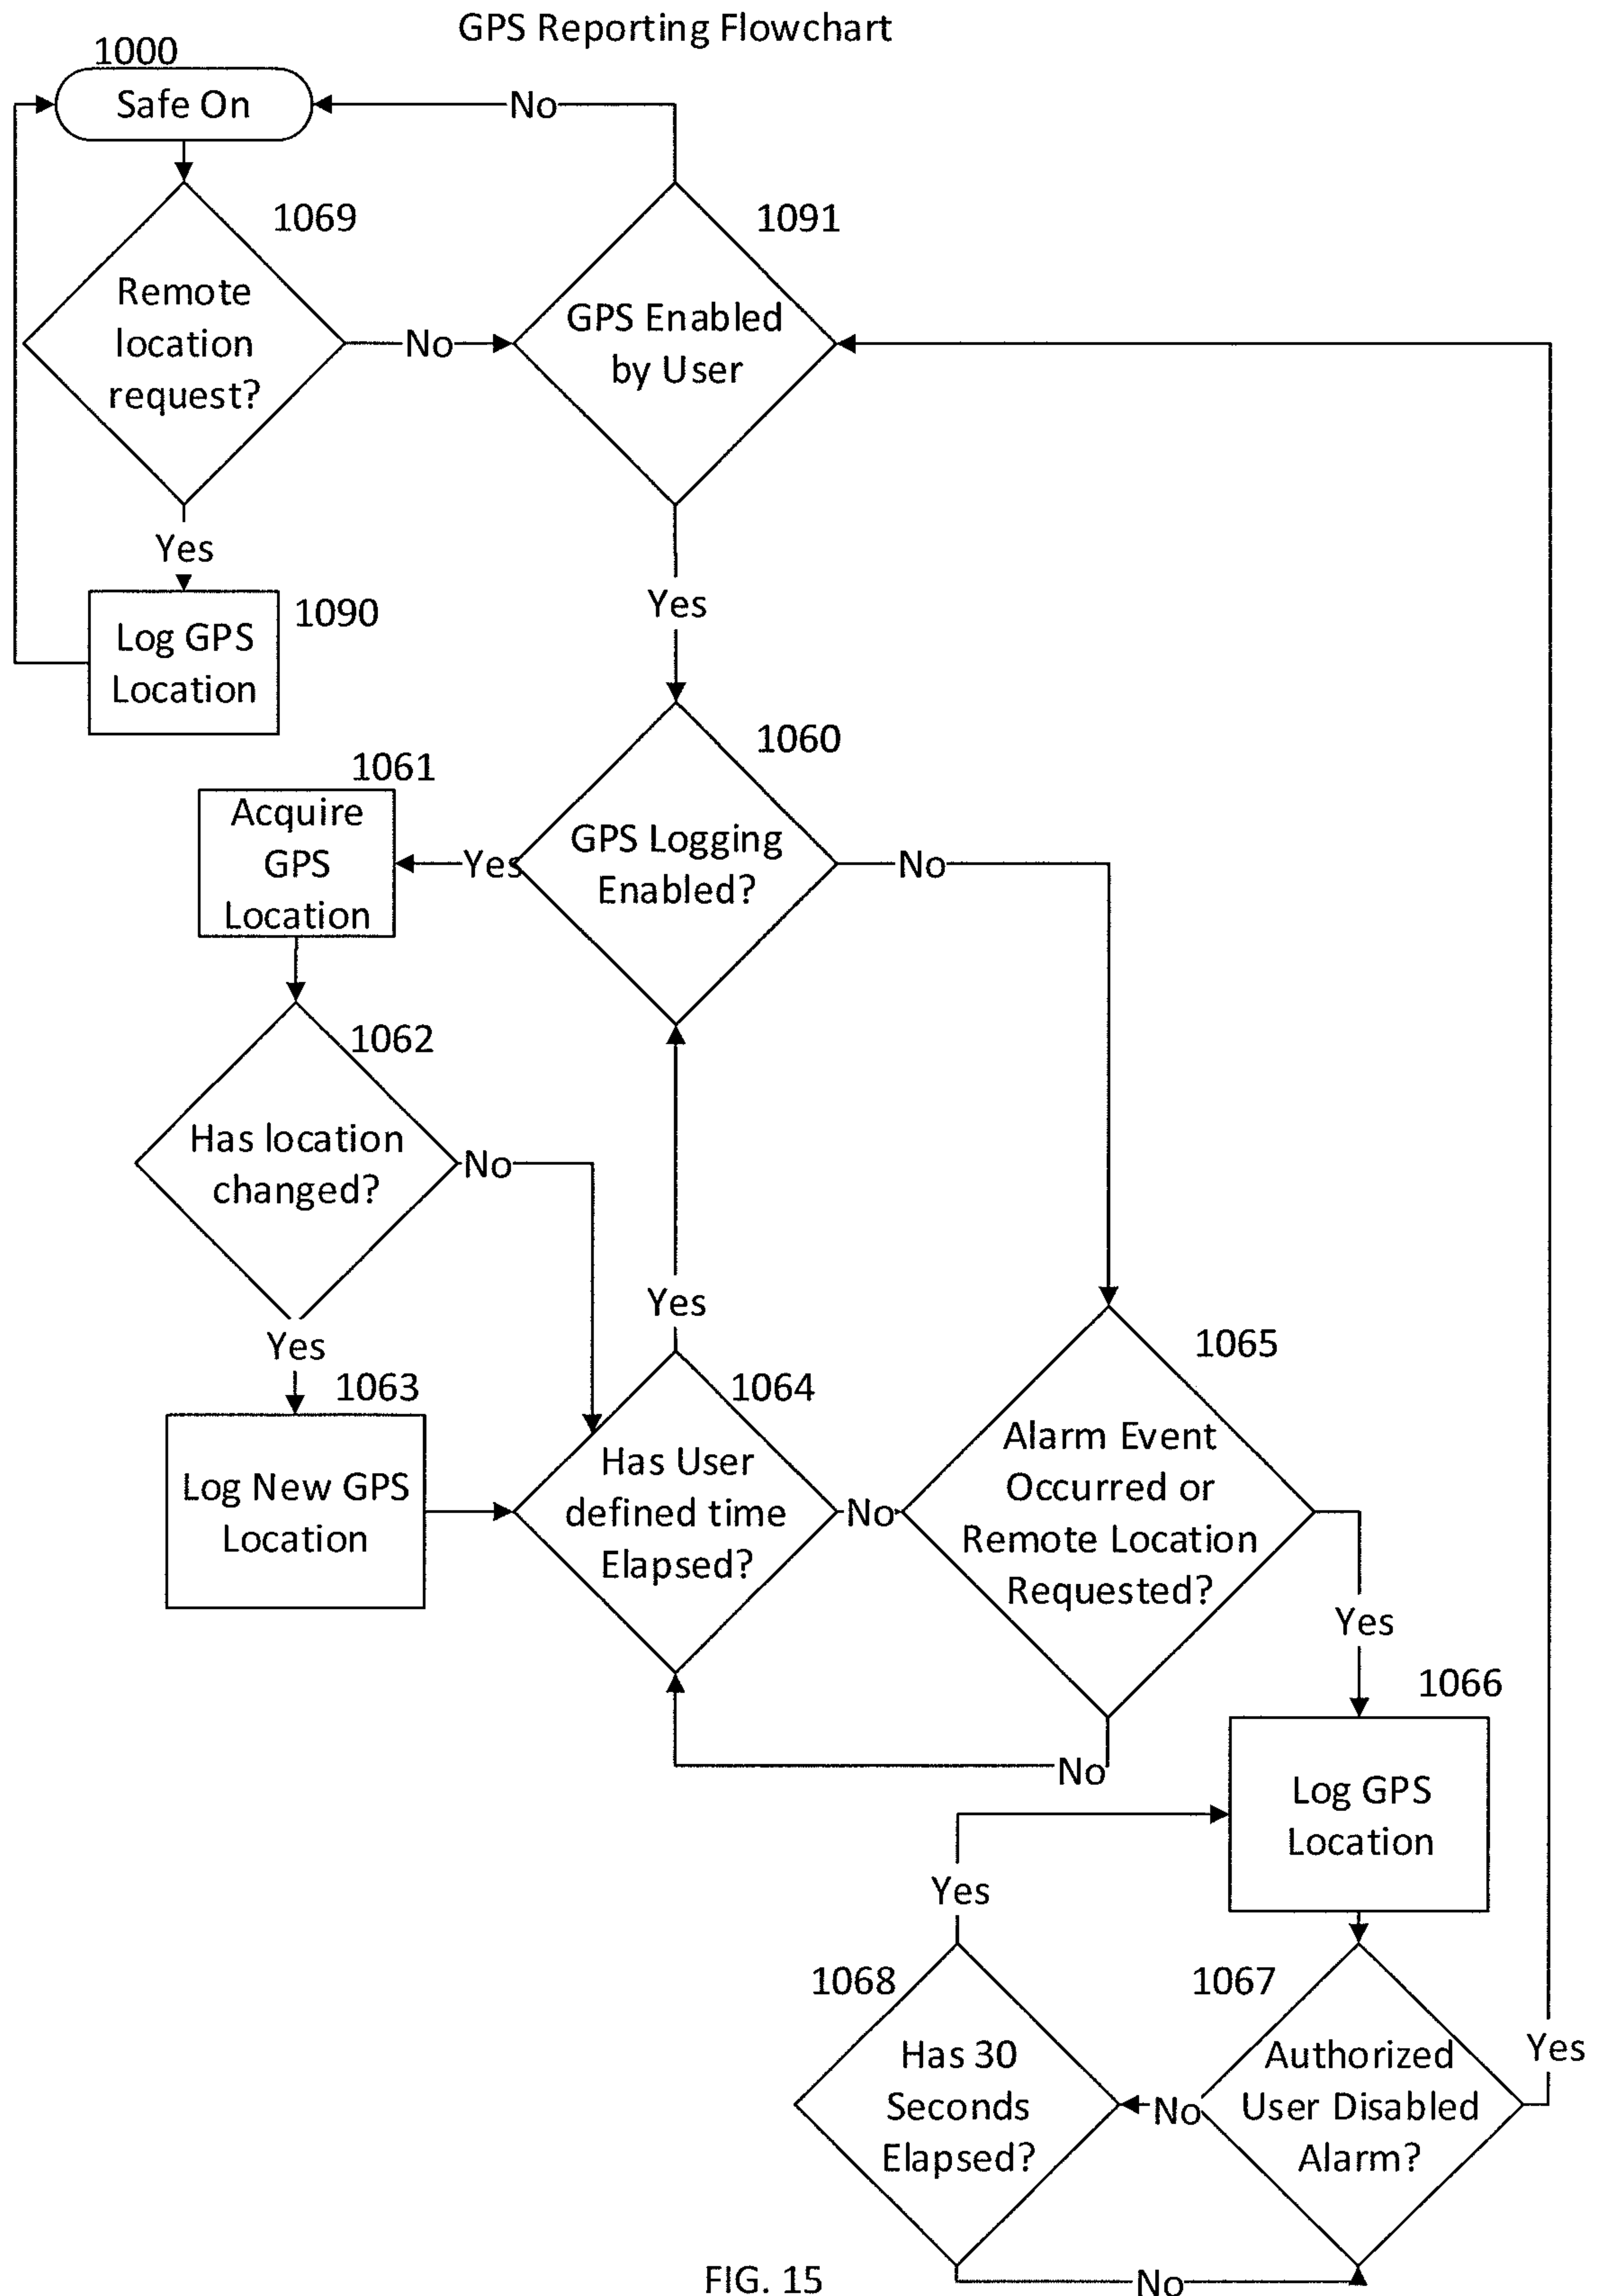 GPS Reporting Flowchart
1000
Safe On
No
1069
Remote
location
request?
No
1091
GPS Enabled
by User
Yes
1090
Log GPS
Location
Yes
1060
GPS Logging
Enabled?
Yes
No
1061
Acquire
GPS
Location
1062
Has location
changed?
No
Yes
1063
Log New GPS
Location
Yes
1064
Has User
defined time
Elapsed?
No
1065
Alarm Event
Occurred or
Remote Location
Requested?
Yes
No
1066
Log GPS
Location
Yes
1068
Has 30
Seconds
Elapsed?
No
1067
Authorized
User Disabled
Alarm?
Yes
No
FIG. 15